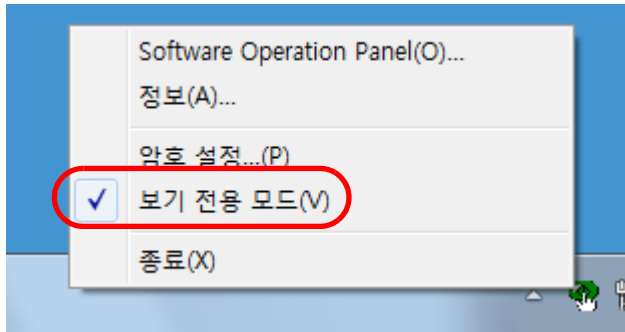 Software Operation Panel(O)...
정보(A)...
암호 설정...(P)
보기 전용 모드(V)
종료(X)